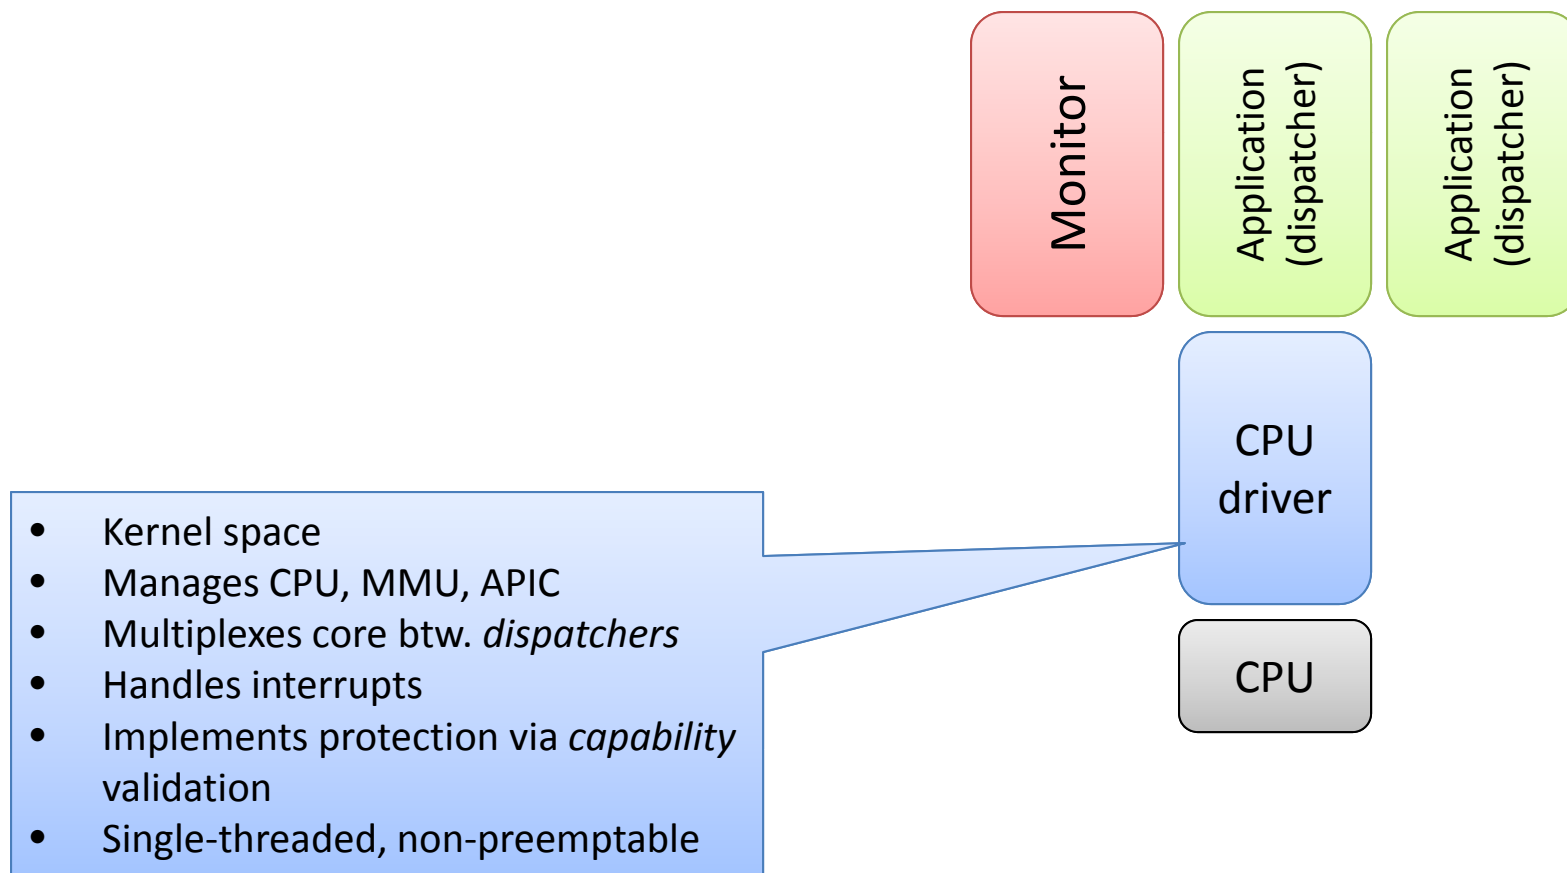 Monitor
Application
(dispatcher)
Application
(dispatcher)
CPU
driver
• Kernel space
• Manages CPU, MMU, APIC
• Multiplexes core btw. dispatchers
• Handles interrupts
• Implements protection via capability
validation
• Single-threaded, non-preemptable
CPU